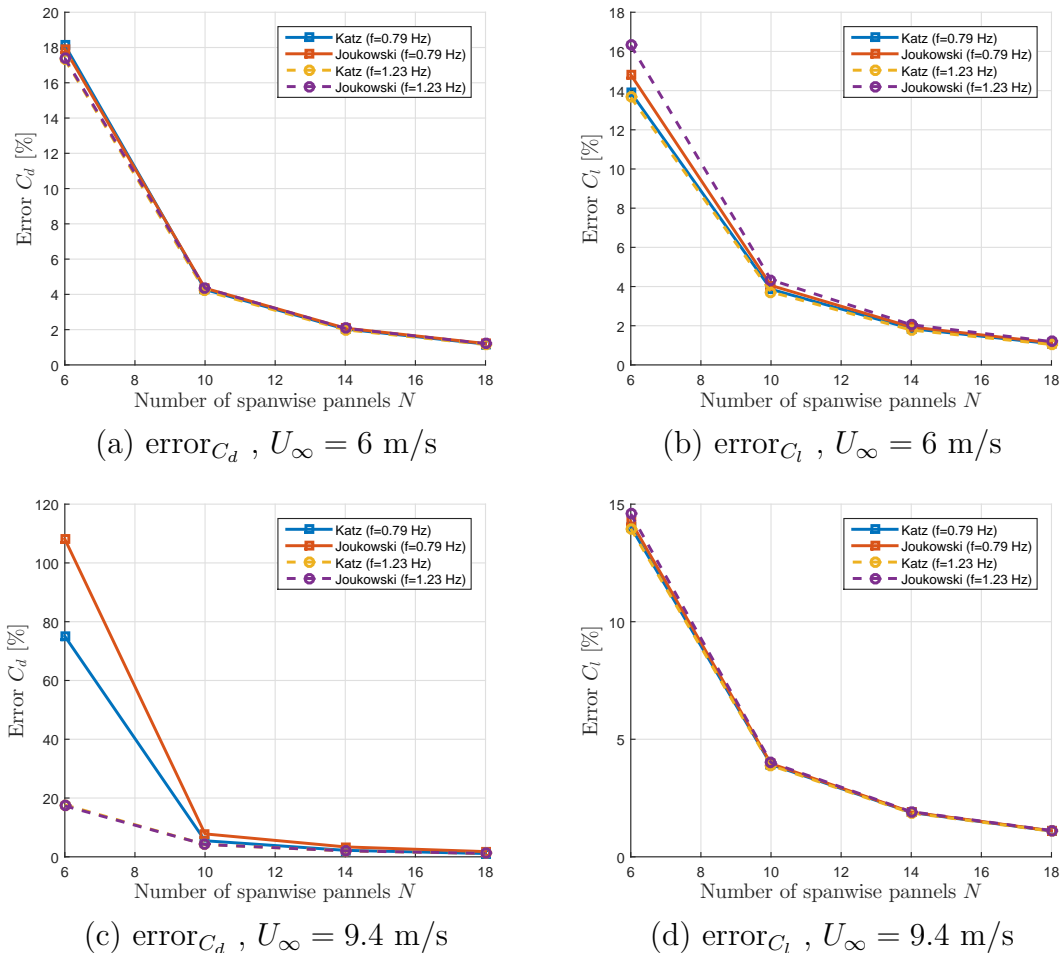 20
18
16
14
12
10
8
6
4
2
0
Error $C_d$ [%]
6 8 10 12 14 16 18
Number of spanwise pannels $N$
Katz (f=0.79 Hz)
Joukowski (f=0.79 Hz)
Katz (f=1.23 Hz)
Joukowski (f=1.23 Hz)
(a) error$_{C_d}$ , $U_\infty = 6$ m/s
18
16
14
12
10
8
6
4
2
0
Error $C_l$ [%]
6 8 10 12 14 16 18
Number of spanwise pannels $N$
Katz (f=0.79 Hz)
Joukowski (f=0.79 Hz)
Katz (f=1.23 Hz)
Joukowski (f=1.23 Hz)
(b) error$_{C_l}$ , $U_\infty = 6$ m/s
120
100
80
60
40
20
0
Error $C_d$ [%]
6 8 10 12 14 16 18
Number of spanwise pannels $N$
Katz (f=0.79 Hz)
Joukowski (f=0.79 Hz)
Katz (f=1.23 Hz)
Joukowski (f=1.23 Hz)
(c) error$_{C_d}$ , $U_\infty = 9.4$ m/s
15
10
5
0
Error $C_l$ [%]
6 8 10 12 14 16 18
Number of spanwise pannels $N$
Katz (f=0.79 Hz)
Joukowski (f=0.79 Hz)
Katz (f=1.23 Hz)
Joukowski (f=1.23 Hz)
(d) error$_{C_l}$ , $U_\infty = 9.4$ m/s